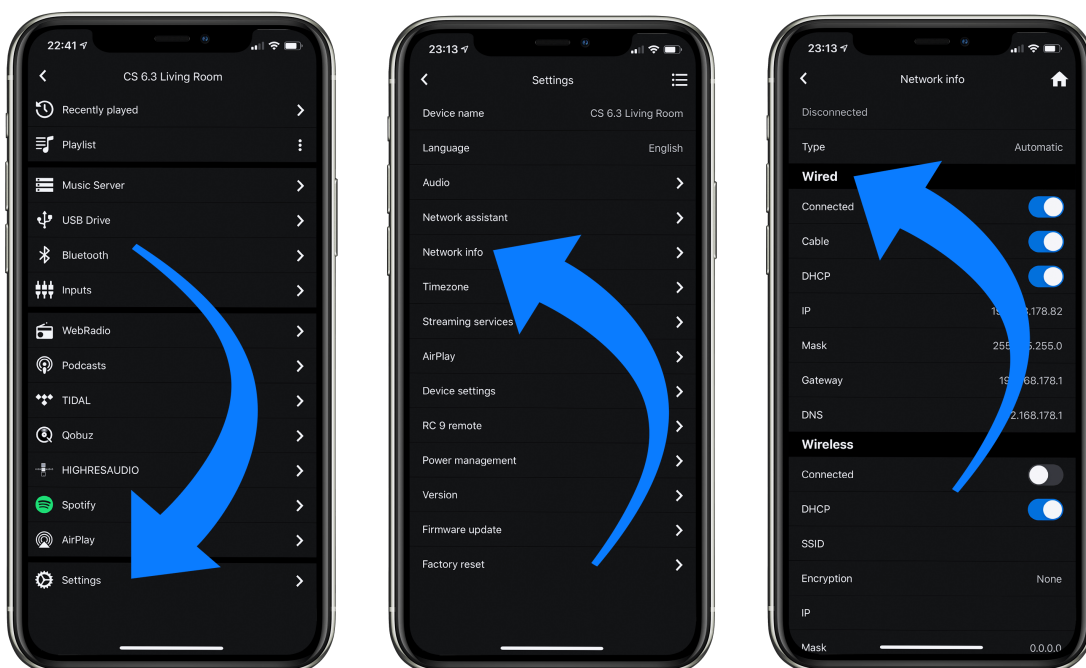 22:41
CS 6.3 Living Room
Recently played
Playlist
Music Server
USB Drive
Bluetooth
Inputs
WebRadio
Podcasts
TIDAL
Qobuz
HIGHRESAUDIO
Spotify
AirPlay
Settings
23:13
Settings
Device name CS 6.3 Living Room
Language English
Audio
Network assistant
Network info
Timezone
Streaming services
AirPlay
Device settings
RC 9 remote
Power management
Version
Firmware update
Factory reset
23:13
Network info
Disconnected
Type Automatic
Wired
Connected
Cable
DHCP
IP
Mask
Gateway
DNS
Wireless
Connected
DHCP
SSID
Encryption None
IP
Mask 0.0.0.0